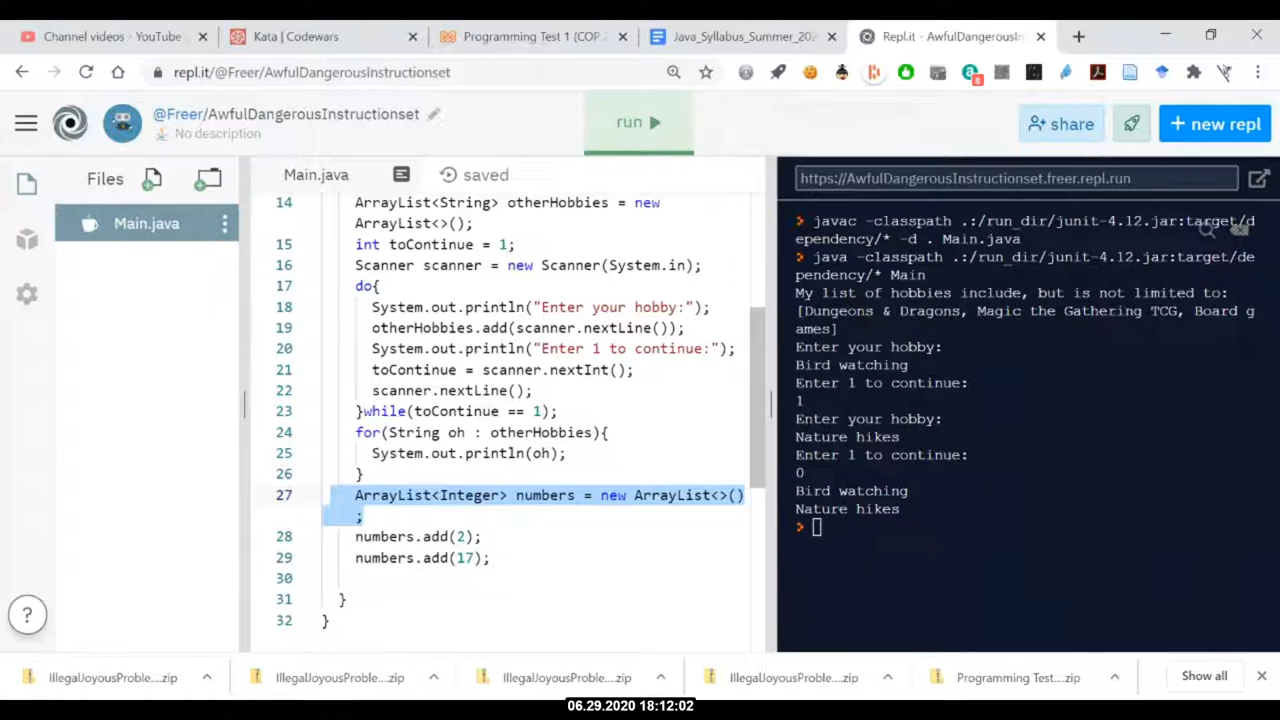 Channel videos - YouTube
Kata | Codewars
Programming Test 1 (COP 2
Java_Syllabus_Summer_202
Repl.it - AwfulDangerousIn
repl.it/@Freer/AwfulDangerousInstructionset
8
@Freer/AwfulDangerousInstructionset
No description
run
share
+ new repl
Files
Main.java
Main.java
saved
14 ArrayList<String> otherHobbies = new
ArrayList<>();
15 int toContinue = 1;
16 Scanner scanner = new Scanner(System.in);
17 do{
18 System.out.println("Enter your hobby:");
19 otherHobbies.add(scanner.nextLine());
20 System.out.println("Enter 1 to continue:");
21 toContinue = scanner.nextInt();
22 scanner.nextLine();
23 }while(toContinue == 1);
24 for(String oh : otherHobbies){
25 System.out.println(oh);
26 }
27 ArrayList<Integer> numbers = new ArrayList<>()
;
28 numbers.add(2);
29 numbers.add(17);
30
31 }
32 }
https://AwfulDangerousInstructionset.freer.repl.run
> javac -classpath .:/run_dir/junit-4.12.jar:target/d
ependency/* -d . Main.java
> java -classpath .:/run_dir/junit-4.12.jar:target/de
pendency/* Main
My list of hobbies include, but is not limited to:
[Dungeons & Dragons, Magic the Gathering TCG, Board g
ames]
Enter your hobby:
Bird watching
Enter 1 to continue:
1
Enter your hobby:
Nature hikes
Enter 1 to continue:
0
Bird watching
Nature hikes
>
?
IllegalJoyousProble....zip
IllegalJoyousProble....zip
IllegalJoyousProble....zip
IllegalJoyousProble....zip
Programming Test....zip
Show all
06.29.2020 18:12:02